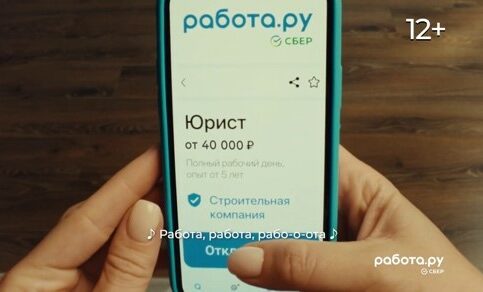 работа.ру
СБЕР
12+
Юрист
от 40 000 ₽
Полный рабочий день,
опыт от 5 лет
Строительная
компания
♪ Работа, работа, рабо-о-ота ♪
Откл
работа.ру
СБЕР